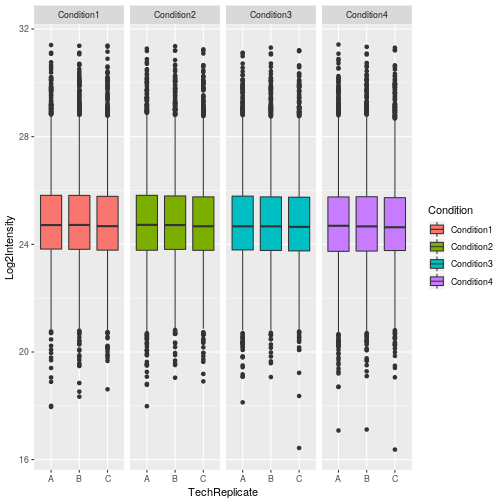 Condition1 Condition2 Condition3 Condition4
32
28
24
20
16
Log2Intensity
A B C A B C A B C A B C
TechReplicate
Condition
Condition1
Condition2
Condition3
Condition4